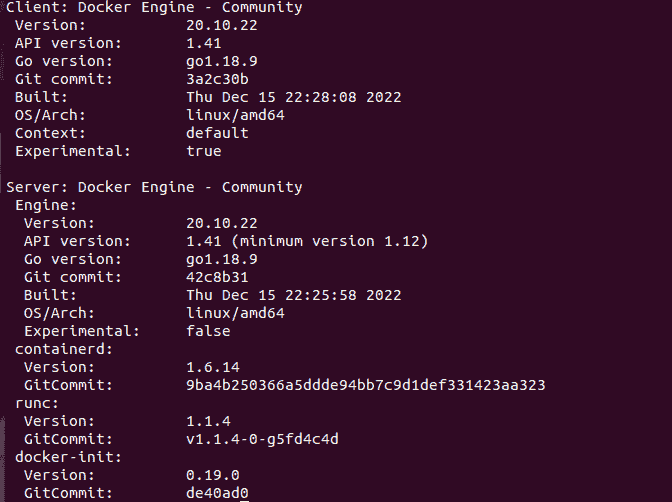 Client: Docker Engine - Community
 Version:           20.10.22
 API version:       1.41
 Go version:        go1.18.9
 Git commit:        3a2c30b
 Built:             Thu Dec 15 22:28:08 2022
 OS/Arch:           linux/amd64
 Context:           default
 Experimental:      true

Server: Docker Engine - Community
 Engine:
  Version:          20.10.22
  API version:      1.41 (minimum version 1.12)
  Go version:       go1.18.9
  Git commit:       42c8b31
  Built:            Thu Dec 15 22:25:58 2022
  OS/Arch:          linux/amd64
  Experimental:     false
 containerd:
  Version:          1.6.14
  GitCommit:        9ba4b250366a5ddde94bb7c9d1def331423aa323
 runc:
  Version:          1.1.4
  GitCommit:        v1.1.4-0-g5fd4c4d
 docker-init:
  Version:          0.19.0
  GitCommit:        de40ad0